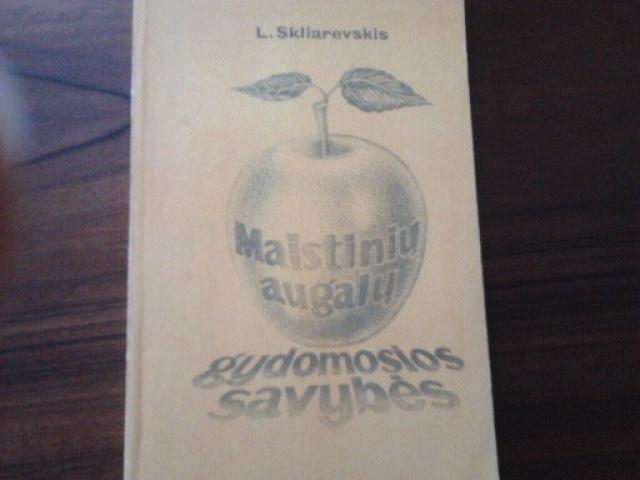 L. Skliarevskis
Maistinių
augalų
gydomosios
savybės